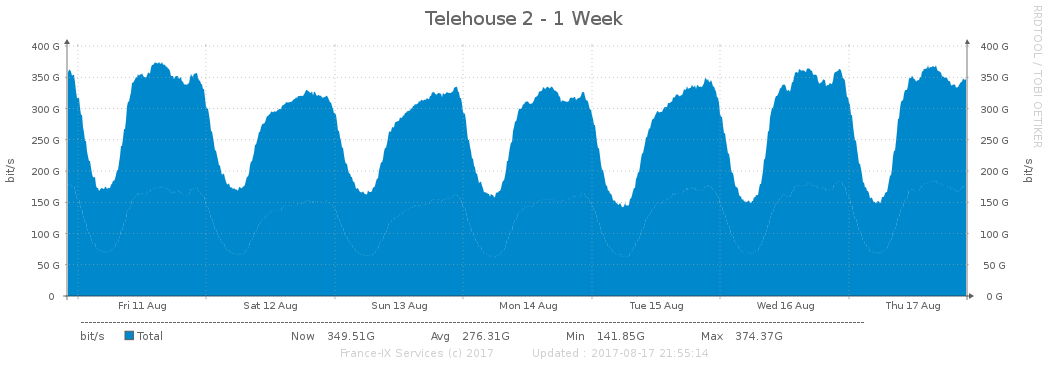 Telehouse 2 - 1 Week
RRDTOOL / TOBI OETIKER
bit/s
400 G 400 G
350 G 350 G
300 G 300 G
250 G 250 G
200 G 200 G
150 G 150 G
100 G 100 G
50 G 50 G
0 0 G
bit/s
Fri 11 Aug Sat 12 Aug Sun 13 Aug Mon 14 Aug Tue 15 Aug Wed 16 Aug Thu 17 Aug
bit/s Total Now 349.51G Avg 276.31G Min 141.85G Max 374.37G
France-IX Services (c) 2017 Updated : 2017-08-17 21:55:14